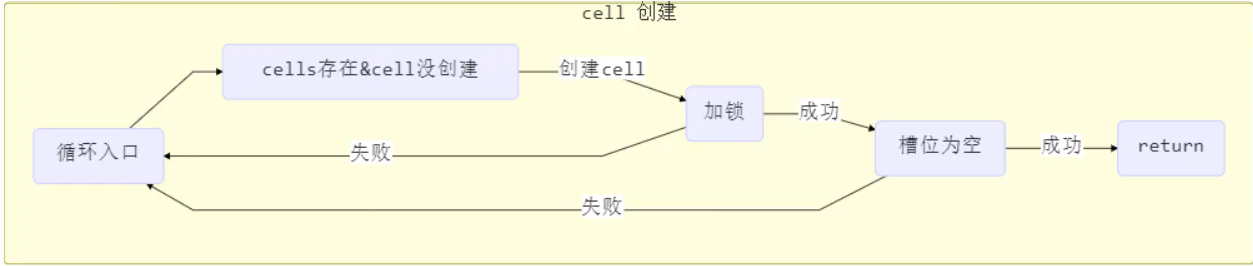 cell 创建
cells存在&cell没创建
创建cell
加锁
成功
循环入口
失败
槽位为空
成功
return
失败